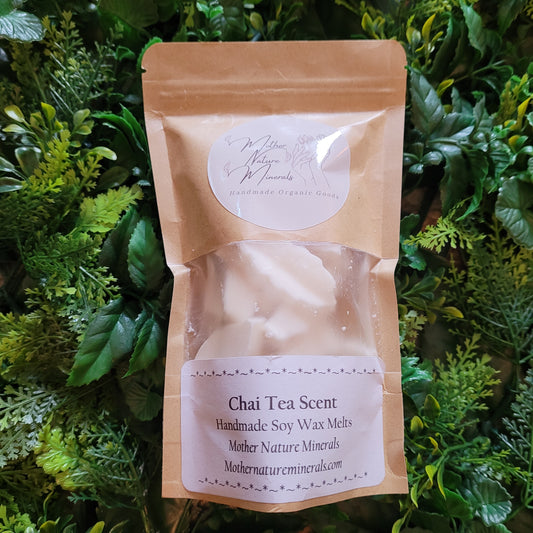 Mother
Nature
Minerals
Handmade Organic Goods
~*~*~*~*~*~*~*~*~*~*~*~*~
Chai Tea Scent
Handmade Soy Wax Melts
Mother Nature Minerals
Mothernatureminerals.com
~*~*~*~*~*~*~*~*~*~*~*~*~